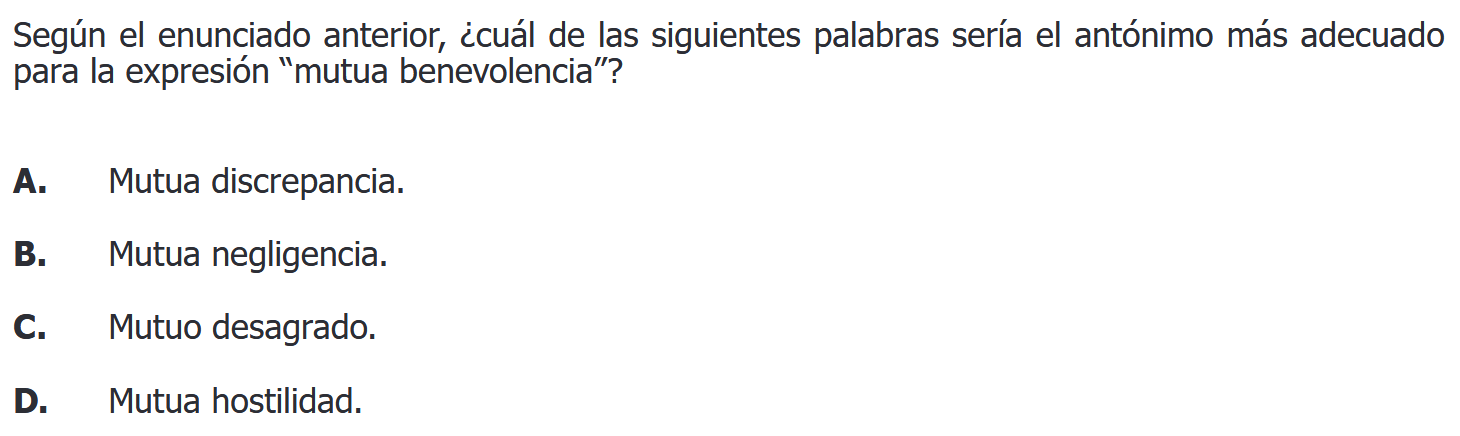 Según el enunciado anterior, ¿cuál de las siguientes palabras sería el antónimo más adecuado
para la expresión “mutua benevolencia”?
A. Mutua discrepancia.
B. Mutua negligencia.
C. Mutuo desagrado.
D. Mutua hostilidad.